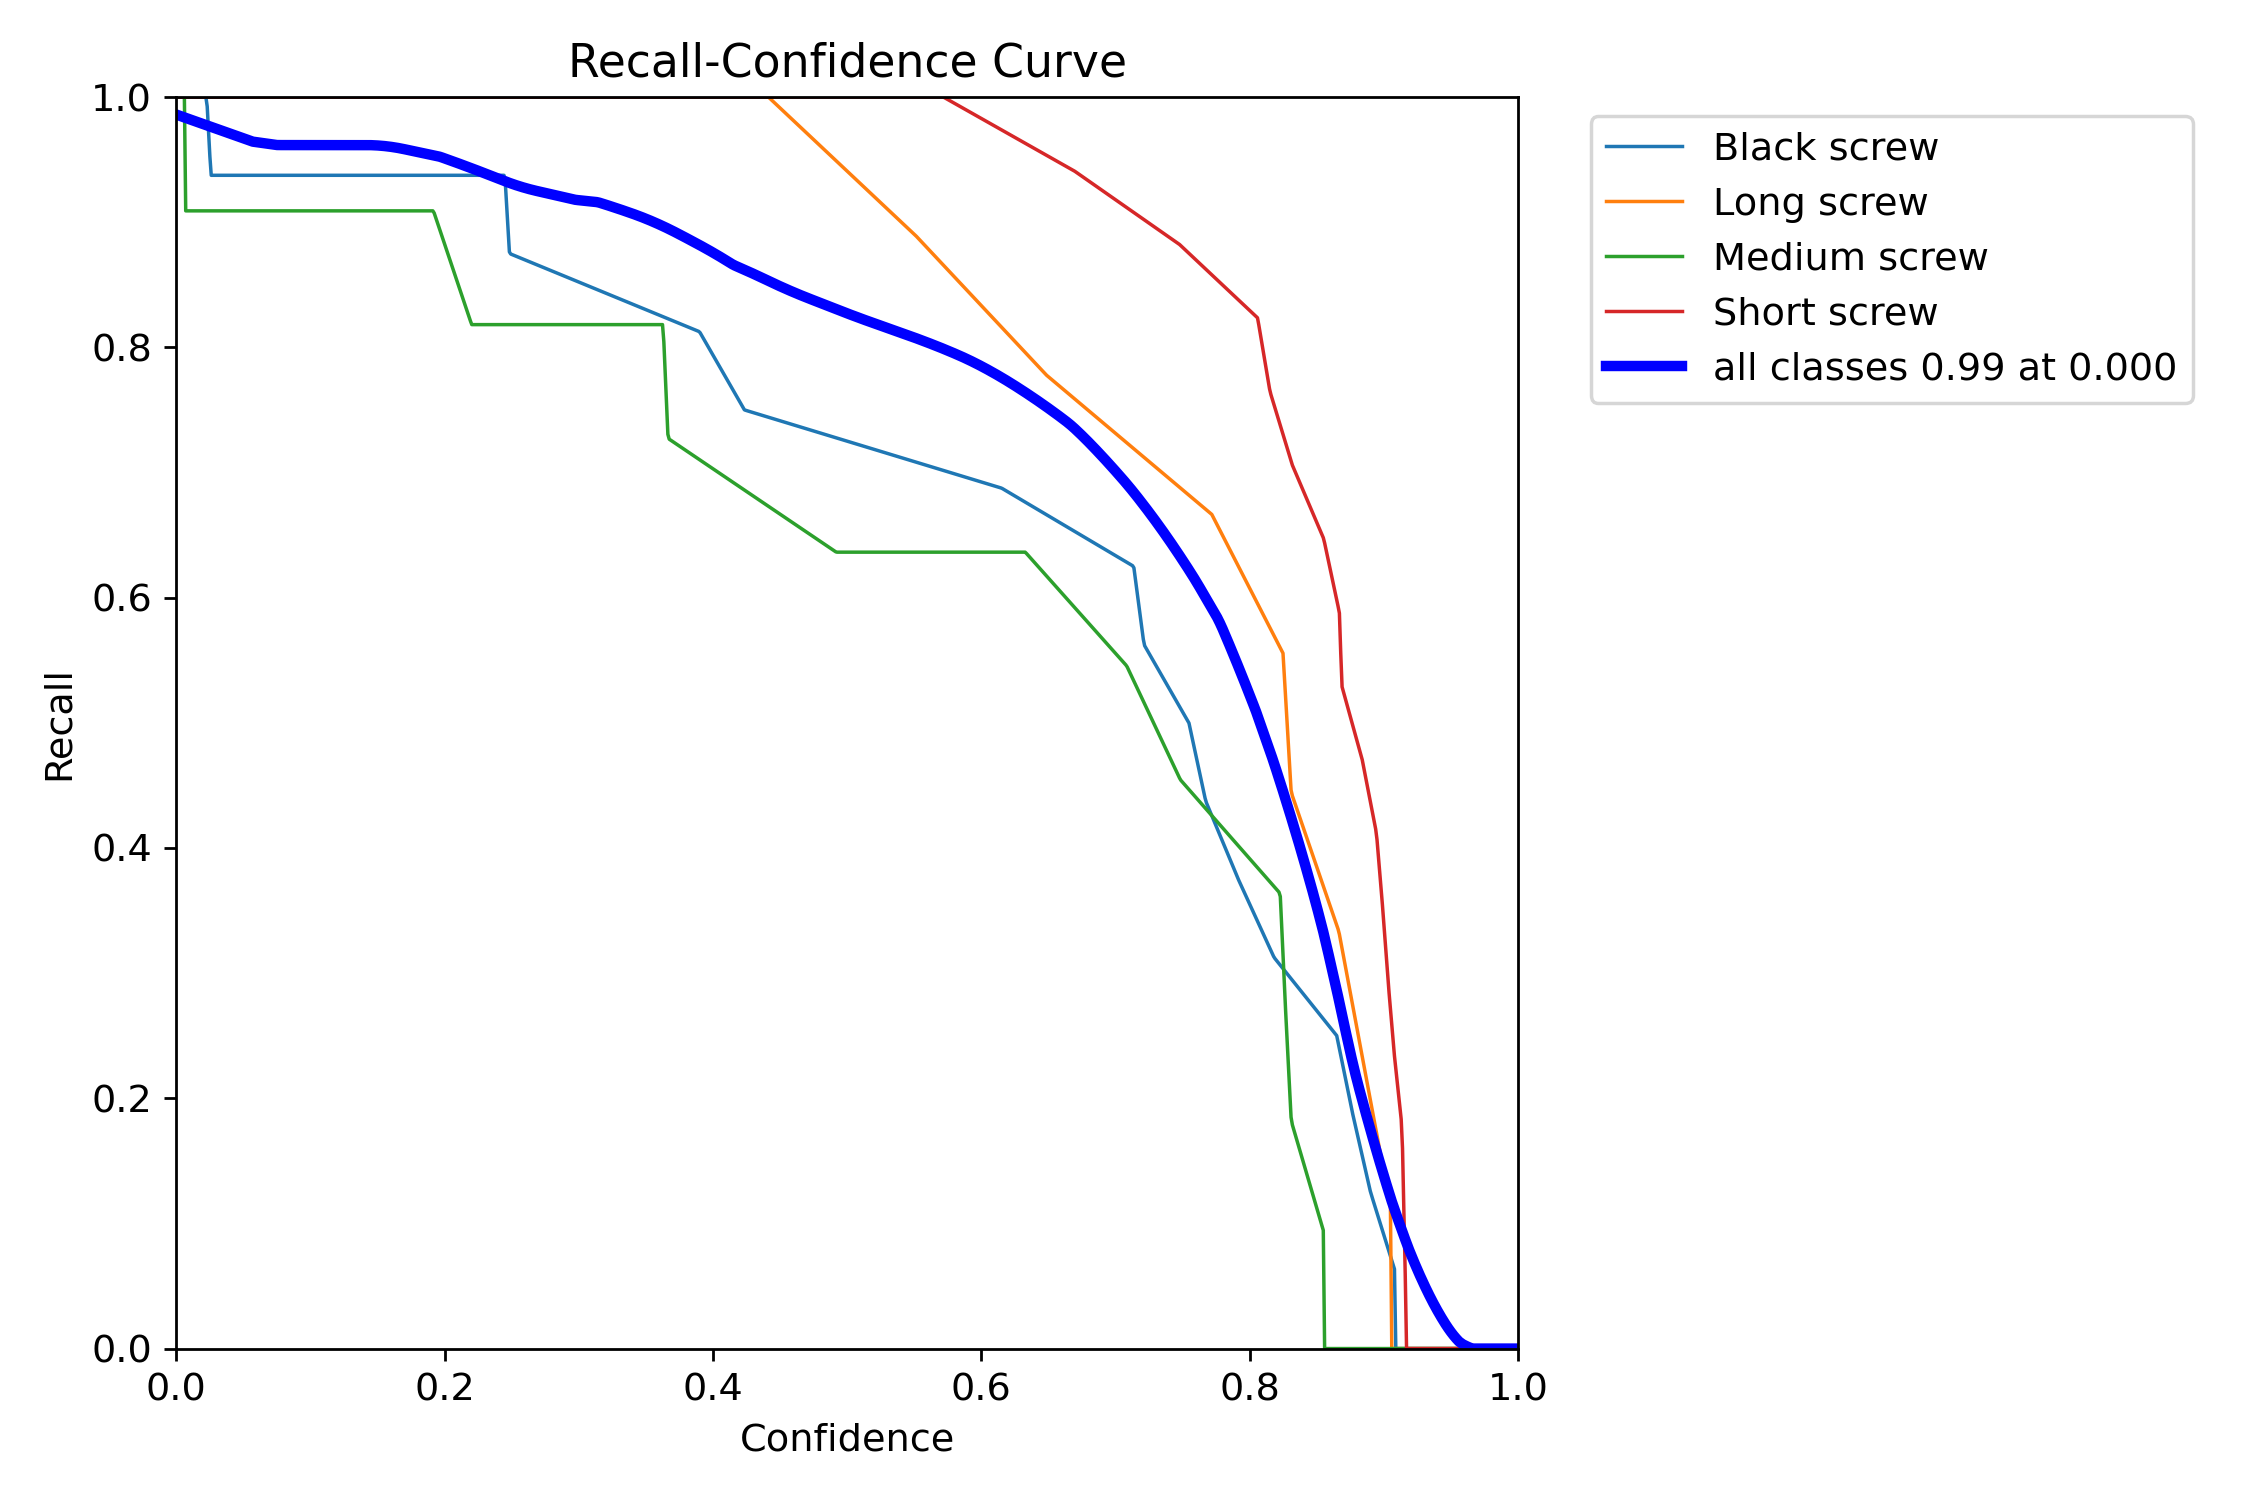 Recall-Confidence Curve
1.0
0.8
0.6
0.4
0.2
0.0
Recall
0.0 0.2 0.4 0.6 0.8 1.0
Confidence
Black screw
Long screw
Medium screw
Short screw
all classes 0.99 at 0.000